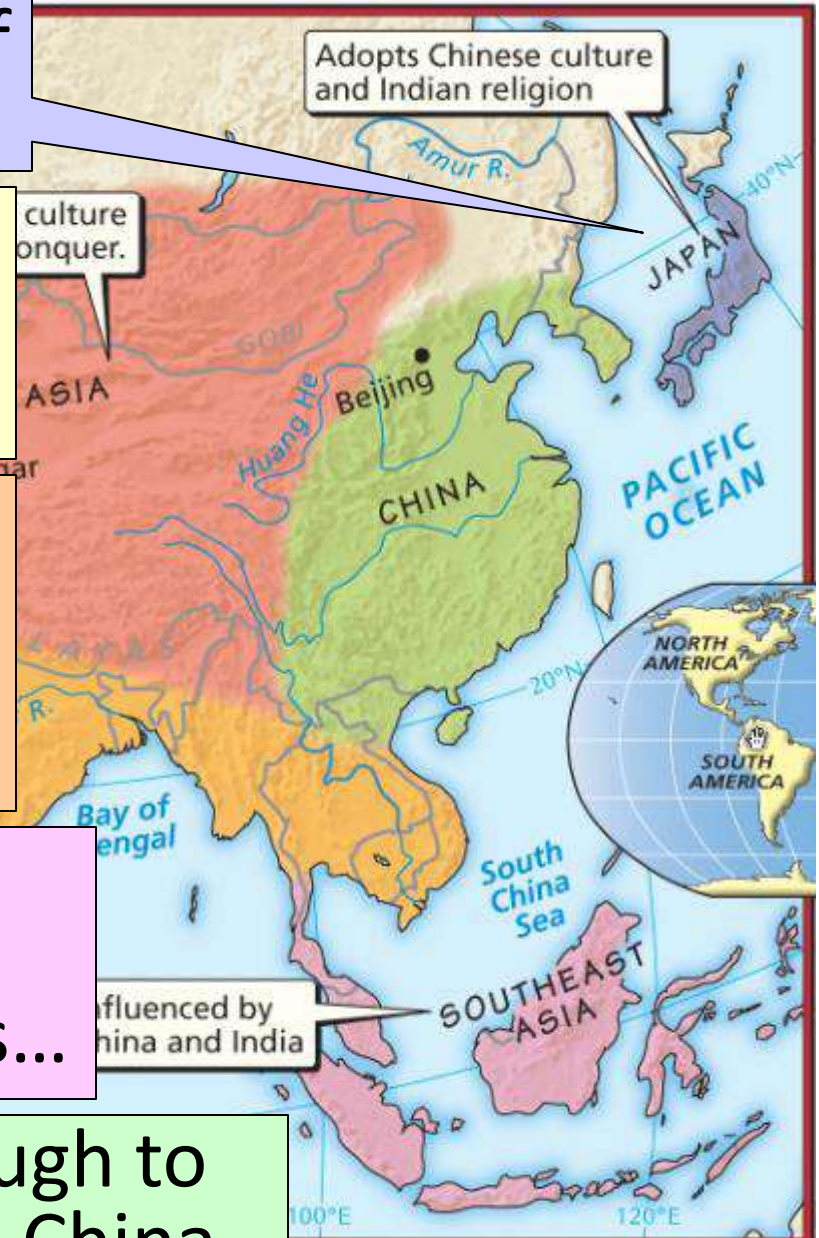 f
Adopts Chinese culture
and Indian religion
Amur R.
40°N
culture
onquer.
JAPAN
GOBI
ASIA
Beijing
Huang He
gar
CHINA
PACIFIC
OCEAN
NORTH
AMERICA
LAYAS
20°N
R.
SOUTH
AMERICA
Bay of
engal
South
China
Sea
SOUTHEAST
ASIA
nfluenced by
hina and India
s...
ugh to
China
100°E
120°E